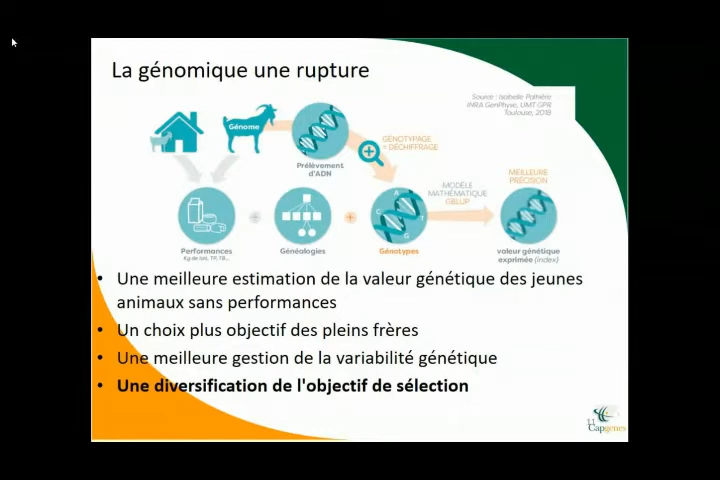 La génomique une rupture
Source : Isabelle Palhière
INRA GenPhyse, UMT GPR
Toulouse, 2018
Génome
Prélèvement
d'ADN
GÉNOTYPAGE
= DÉCHIFFRAGE
MODÈLE
MATHÉMATIQUE
GBLUP
MEILLEURE
PRÉCISION
A
C
T
G
Performances
Kg de lait, TP, TB...
Généalogies
Génotypes
valeur génétique
exprimée (index)
• Une meilleure estimation de la valeur génétique des jeunes
animaux sans performances
• Un choix plus objectif des pleins frères
• Une meilleure gestion de la variabilité génétique
• Une diversification de l'objectif de sélection
11
Capgenes